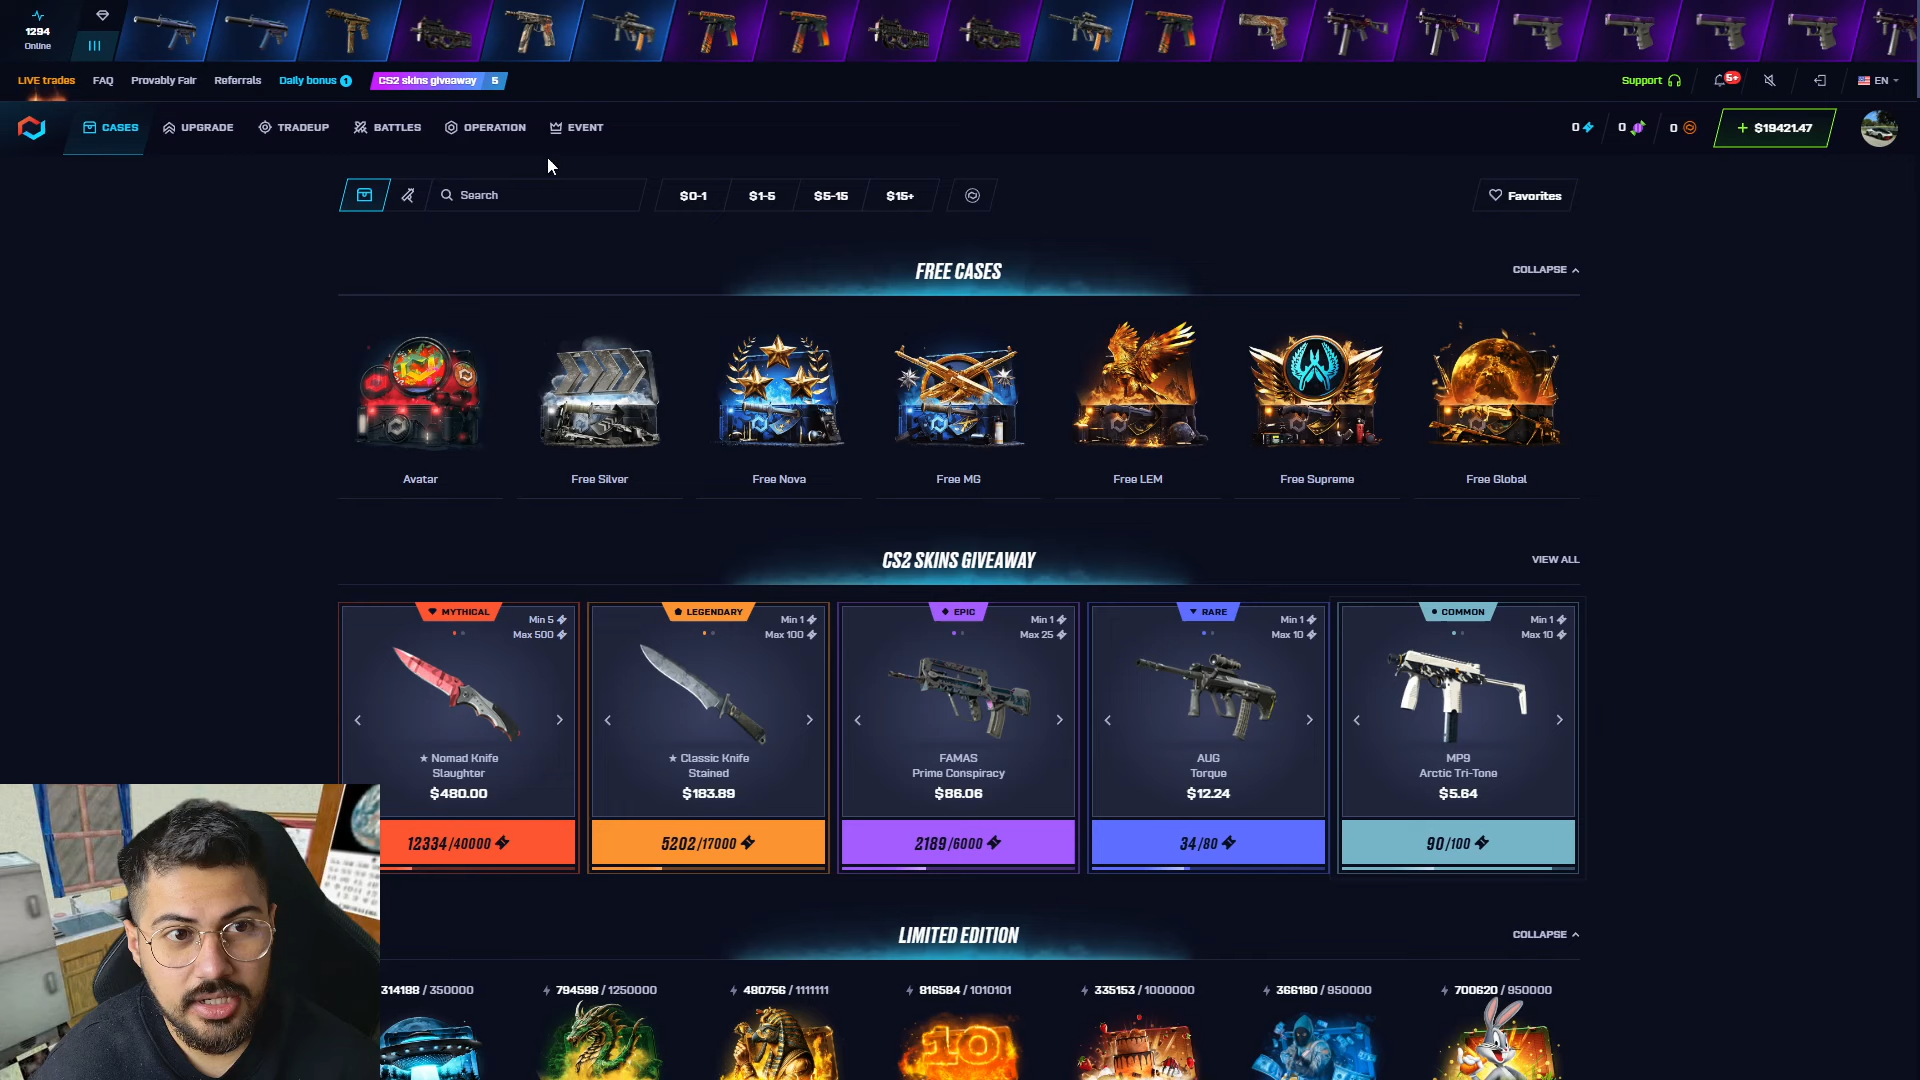 1294
Online
LIVE trades
FAQ
Provably Fair
Referrals
Daily bonus 1
CS2 skins giveaway 5
Support
5+
EN
CASES
UPGRADE
TRADEUP
BATTLES
OPERATION
EVENT
0
0
0
+ $19421.47
Search
$0-1
$1-5
$5-15
$15+
Favorites
FREE CASES
COLLAPSE
Avatar
Free Silver
Free Nova
Free MG
Free LEM
Free Supreme
Free Global
CS2 SKINS GIVEAWAY
VIEW ALL
MYTHICAL
Min 5
Max 500
★ Nomad Knife
Slaughter
$480.00
12334/40000
LEGENDARY
Min 1
Max 100
★ Classic Knife
Stained
$183.89
5202/17000
EPIC
Min 1
Max 25
FAMAS
Prime Conspiracy
$86.06
2189/6000
RARE
Min 1
Max 10
AUG
Torque
$12.24
34/80
COMMON
Min 1
Max 10
MP9
Arctic Tri-Tone
$5.64
90/100
LIMITED EDITION
COLLAPSE
314188 / 350000
794598 / 1250000
480756 / 1111111
816584 / 1010101
335153 / 1000000
366180 / 950000
700620 / 950000
10